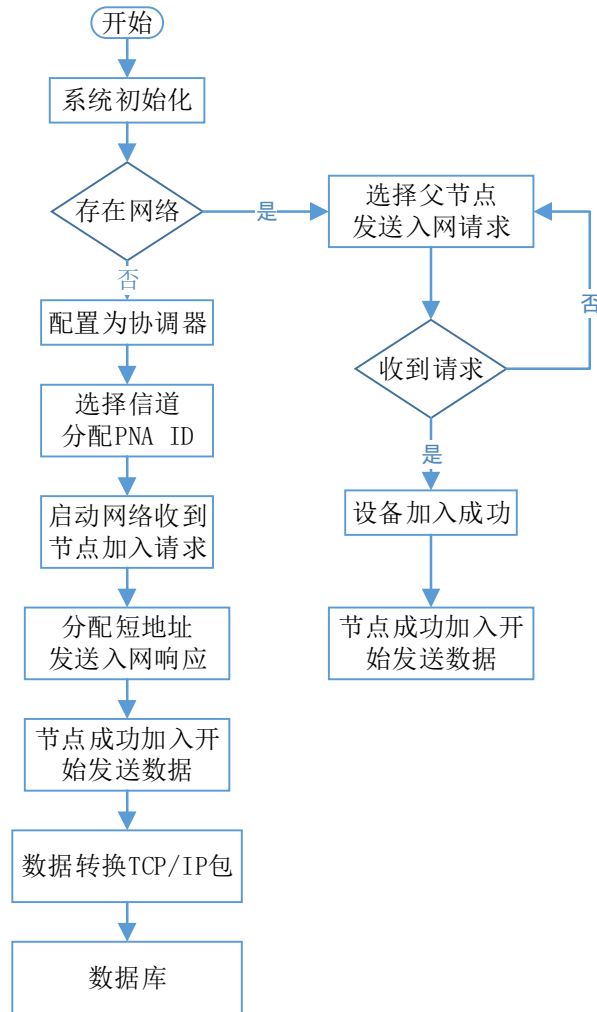 开始
系统初始化
存在网络
是
选择父节点
发送入网请求
否
否
配置为协调器
收到请求
选择信道
分配PNA ID
是
启动网络收到
节点加入请求
设备加入成功
分配短地址
发送入网响应
节点成功加入开
始发送数据
节点成功加入开
始发送数据
数据转换TCP/IP包
数据库